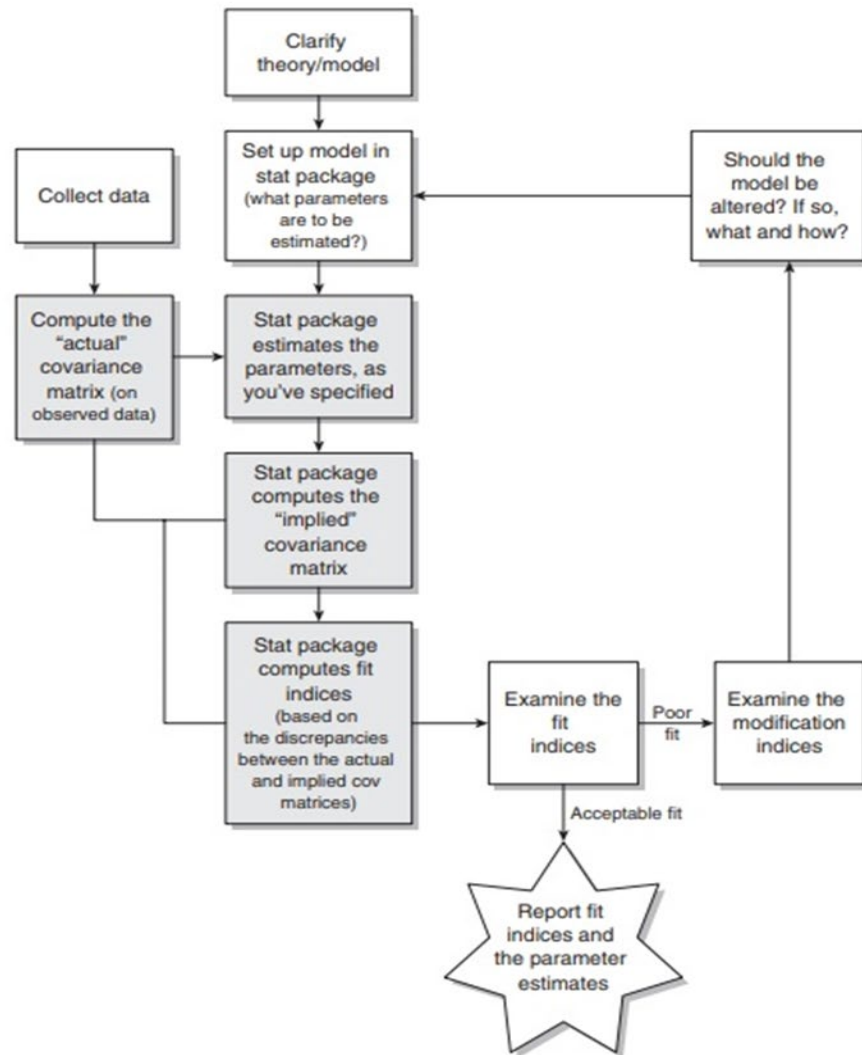 Clarify
theory/model
Set up model in
stat package
(what parameters
are to be
estimated?)
Should the
model be
altered? If so,
what and how?
Collect data
Compute the
“actual”
covariance
matrix (on
observed data)
Stat package
estimates the
parameters, as
you’ve specified
Stat package
computes the
“implied”
covariance
matrix
Stat package
computes fit
indices
(based on
the discrepancies
between the actual
and implied cov
matrices)
Examine the
fit
indices
Poor
fit
Examine the
modification
indices
Acceptable fit
Report fit
indices and
the parameter
estimates